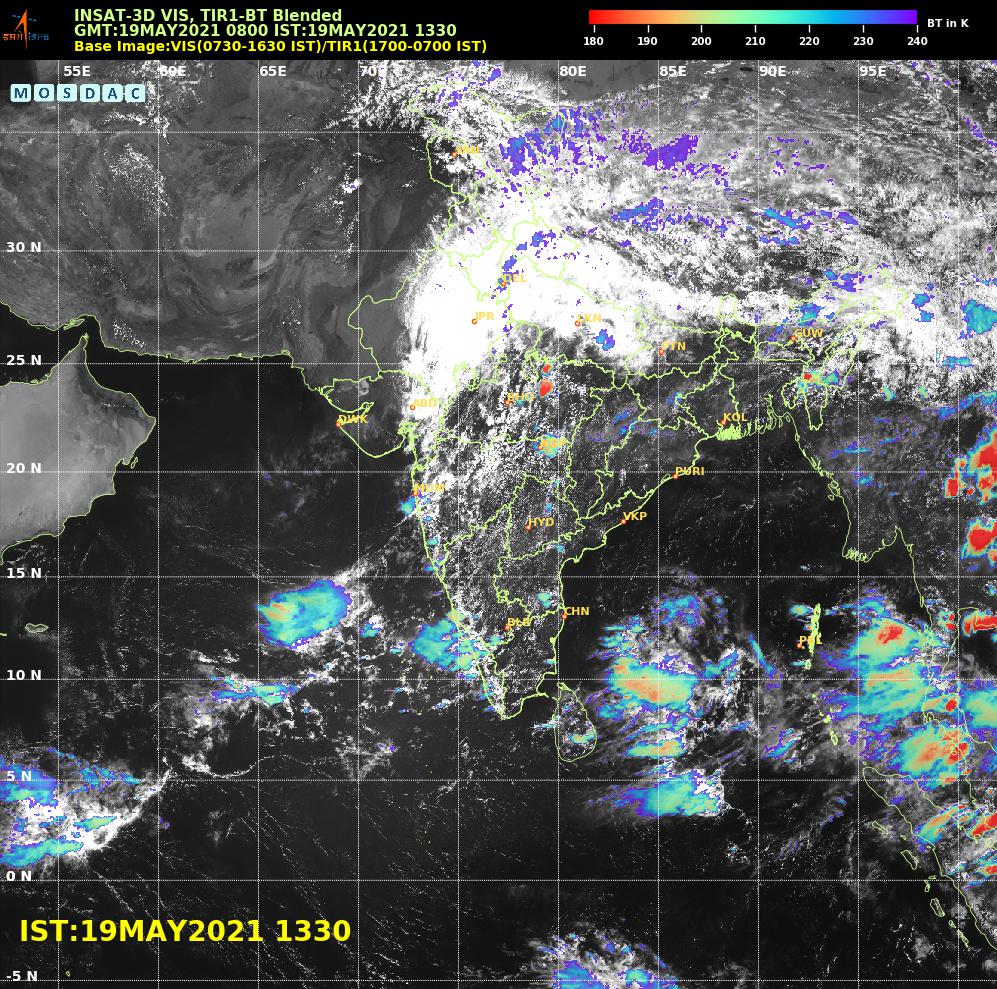 INSAT-3D VIS, TIR1-BT Blended
GMT:19MAY2021 0800 IST:19MAY2021 1330
Base Image:VIS(0730-1630 IST)/TIR1(1700-0700 IST)
BT in K
180 190 200 210 220 230 240
55E 60E 65E 70E 80E 85E 90E 95E
MOSDAC
30 N
DEL
JPR LKN
GUW
PTN
25 N
BHO
ABD
DWK KOL
NGP
20 N PURI
MUM
HYD VKP
15 N
BLG CHN
10 N
5 N
0 N
IST:19MAY2021 1330
-5 N